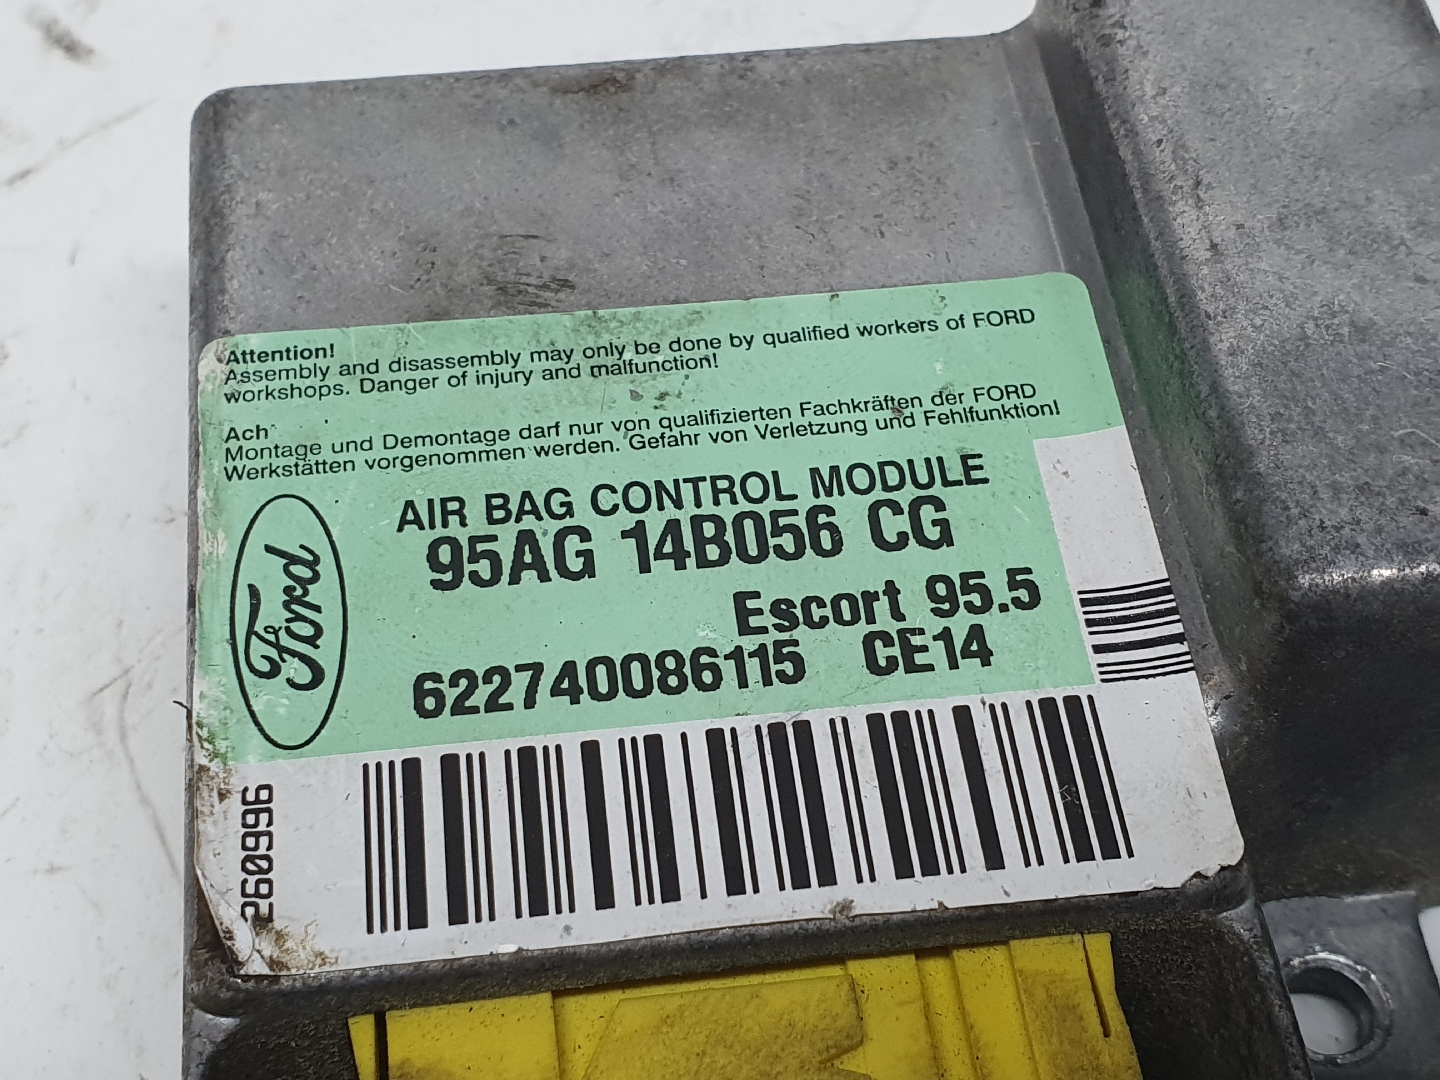 Attention!
Assembly and disassembly may only be done by qualified workers of FORD
workshops. Danger of injury and malfunction!
Ach
Montage und Demontage darf nur von qualifizierten Fachkräften der FORD
Werkstätten vorgenommen werden. Gefahr von Verletzung und Fehlfunktion!
AIR BAG CONTROL MODULE
95AG 14B056 CG
Ford
Escort 95.5
622740086115 CE14
260996